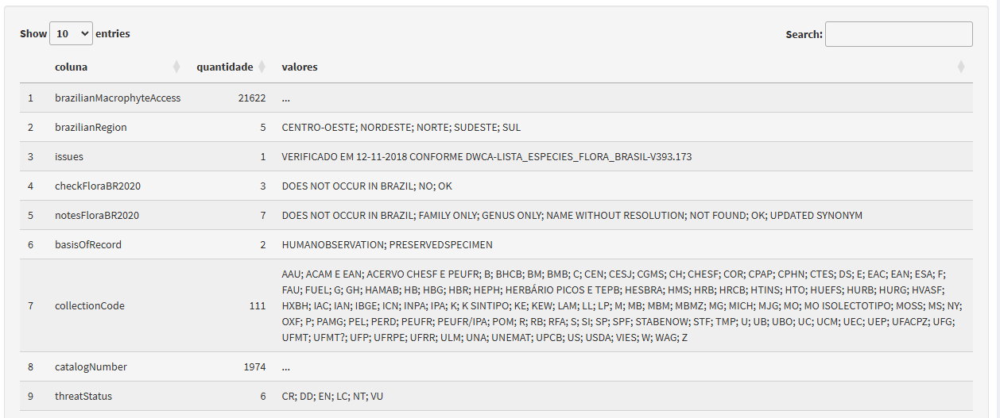 Show 10 entries Search:
coluna quantidade valores
1 brazilianMacrophyteAccess 21622 ...
2 brazilianRegion 5 CENTRO-OESTE; NORDESTE; NORTE; SUDESTE; SUL
3 issues 1 VERIFICADO EM 12-11-2018 CONFORME DWCA-LISTA_ESPECIES_FLORA_BRASIL-V393.173
4 checkFloraBR2020 3 DOES NOT OCCUR IN BRAZIL; NO; OK
5 notesFloraBR2020 7 DOES NOT OCCUR IN BRAZIL; FAMILY ONLY; GENUS ONLY; NAME WITHOUT RESOLUTION; NOT FOUND; OK; UPDATED SYNONYM
6 basisOfRecord 2 HUMANOBSERVATION; PRESERVEDSPECIMEN
AAU; ACAM E EAN; ACERVO CHESF E PEUFR; B; BHCB; BM; BMB; C; CEN; CESJ; CGMS; CH; CHESF; COR; CPAP; CPHN; CTES; DS; E; EAC; EAN; ESA; F;
FAU; FUEL; G; GH; HAMAB; HB; HBG; HBR; HEPH; HERBÁRIO PICOS E TEPB; HESBRA; HMS; HRB; HRCB; HTINS; HTO; HUEFS; HURB; HURG; HVASF;
7 collectionCode 111 HXBH; IAC; IAN; IBGE; ICN; INPA; IPA; K; K SINTIPO; KE; KEW; LAM; LL; LP; M; MB; MBM; MBMZ; MG; MICH; MJG; MO; MO ISOLECTOTIPO; MOSS; MS; NY;
OXF; P; PAMG; PEL; PERD; PEUFR; PEUFR/IPA; POM; R; RB; RFA; S; SI; SP; SPF; STABENOW; STF; TMP; U; UB; UBO; UC; UCM; UEC; UEP; UFACPZ; UFG;
UFMT; UFMT?; UFP; UFRPE; UFRR; ULM; UNA; UNEMAT; UPCB; US; USDA; VIES; W; WAG; Z
8 catalogNumber 1974 ...
9 threatStatus 6 CR; DD; EN; LC; NT; VU